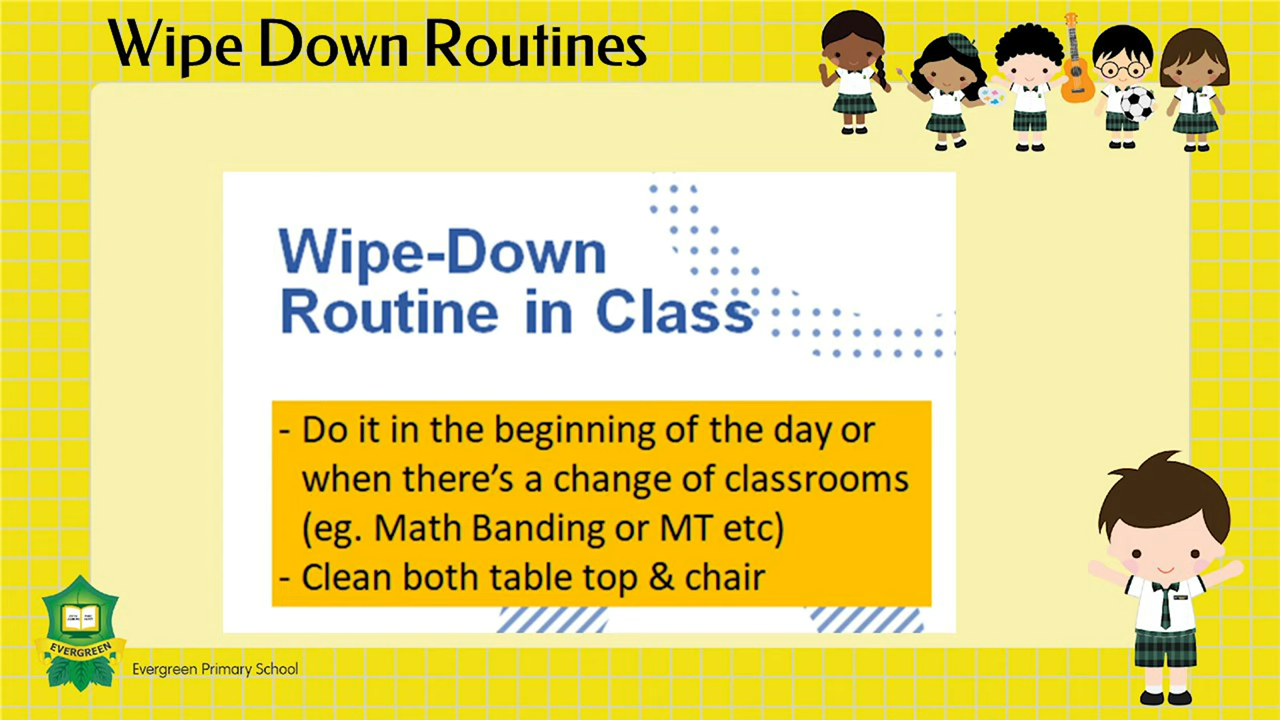 Wipe Down Routines
Wipe-Down
Routine in Class
- Do it in the beginning of the day or
when there's a change of classrooms
(eg. Math Banding or MT etc)
- Clean both table top & chair
EVERGREEN
Evergreen Primary School